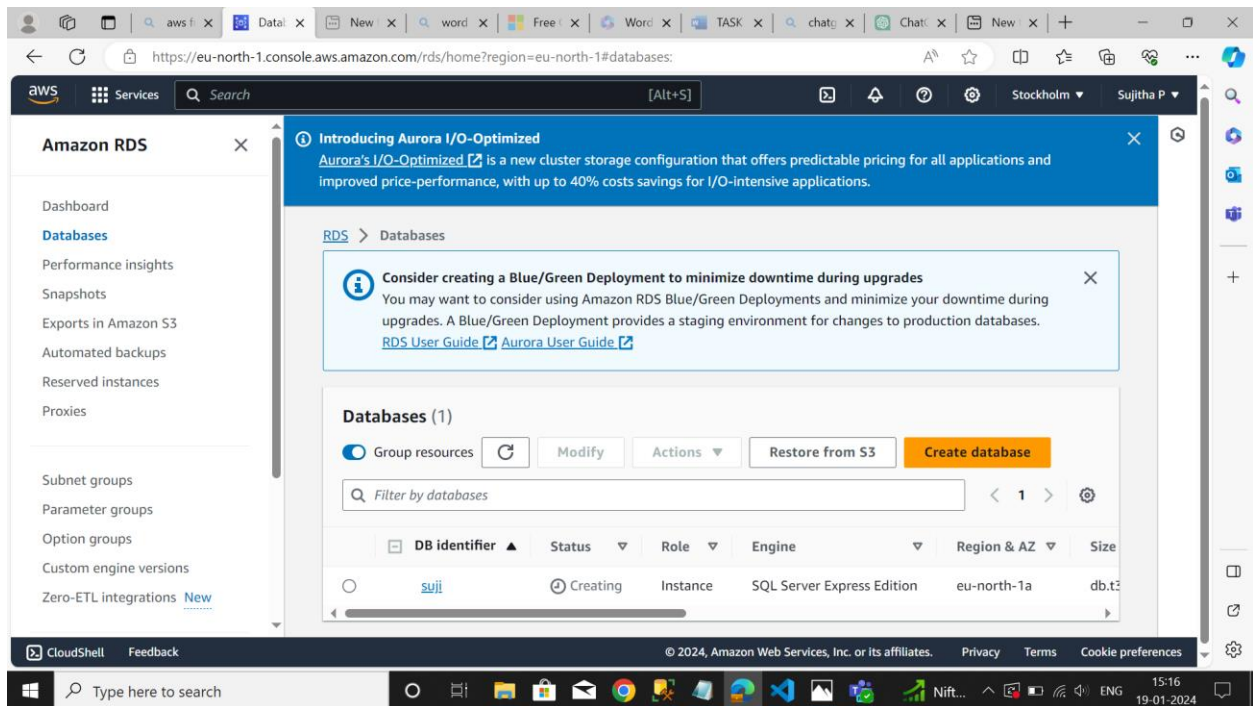 aws f
Datal
New
word
Free
Word
TASK
chatg
Chat
New
https://eu-north-1.console.aws.amazon.com/rds/home?region=eu-north-1#databases:
aws
Services
Search
[Alt+S]
Stockholm ▼
Sujitha P ▼
Amazon RDS
Dashboard
Databases
Performance insights
Snapshots
Exports in Amazon S3
Automated backups
Reserved instances
Proxies
Subnet groups
Parameter groups
Option groups
Custom engine versions
Zero-ETL integrations New
Introducing Aurora I/O-Optimized
Aurora's I/O-Optimized is a new cluster storage configuration that offers predictable pricing for all applications and
improved price-performance, with up to 40% costs savings for I/O-intensive applications.
RDS > Databases
Consider creating a Blue/Green Deployment to minimize downtime during upgrades
You may want to consider using Amazon RDS Blue/Green Deployments and minimize your downtime during
upgrades. A Blue/Green Deployment provides a staging environment for changes to production databases.
RDS User Guide Aurora User Guide
Databases (1)
Group resources
Modify
Actions ▼
Restore from S3
Create database
Filter by databases
< 1 >
DB identifier ▲ Status Role Engine Region & AZ Size
suji Creating Instance SQL Server Express Edition eu-north-1a db.t3
CloudShell Feedback © 2024, Amazon Web Services, Inc. or its affiliates. Privacy Terms Cookie preferences
Type here to search
Nift...
ENG
15:16
19-01-2024